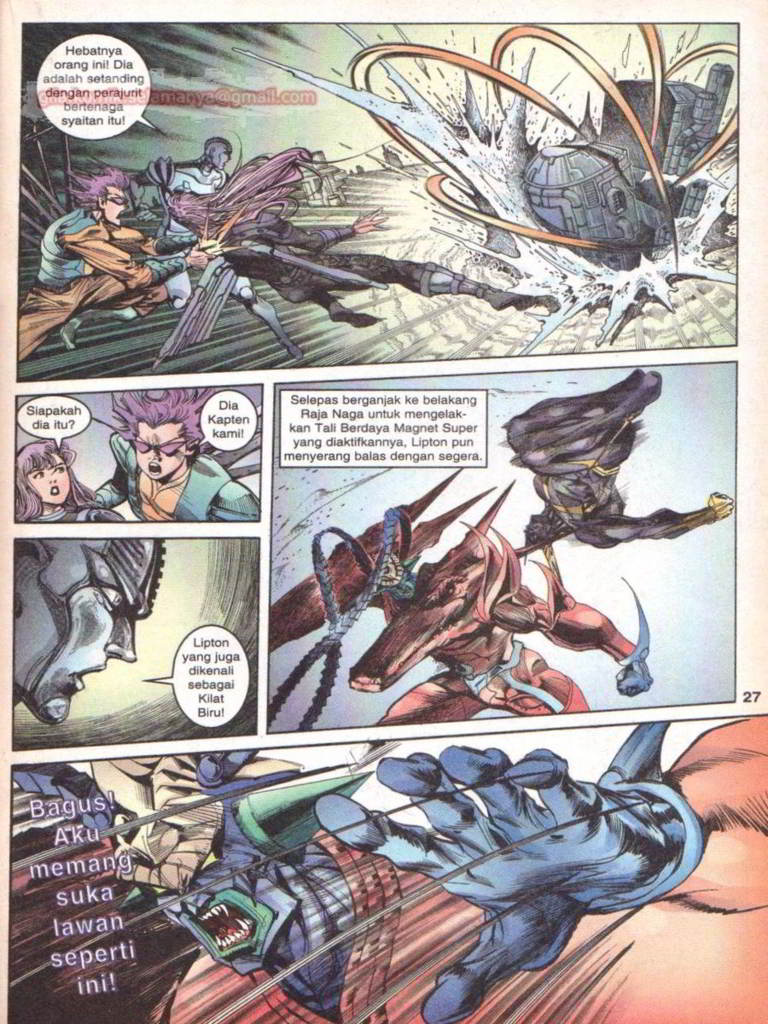 Hebatnya
orang ini! Dia
adalah setanding
dengan perajurit
bertenaga
syaitan itu!
Siapakah
dia itu?
Dia
Kapten
kami!
Selepas berganjak ke belakang
Raja Naga untuk mengelak-
kan Tali Berdaya Magnet Super
yang diaktifkannya, Lipton pun
menyerang balas dengan segera.
Lipton
yang juga
dikenali
sebagai
Kilat
Biru!
27
Bagus!
Aku
memang
suka
lawan
seperti
ini!